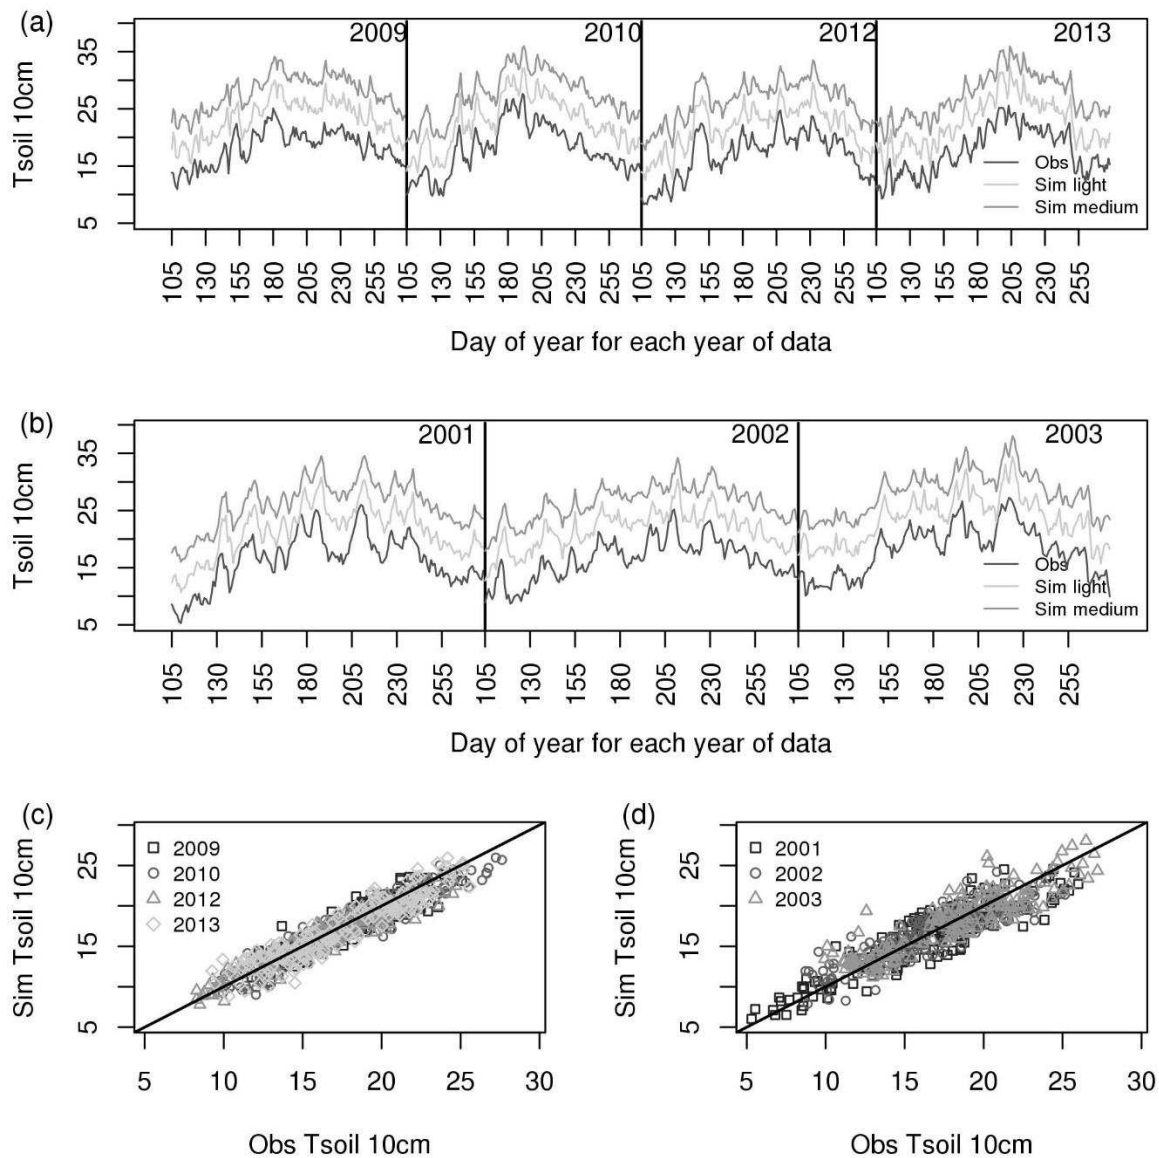 (a)
2009 2010 2012 2013
Tsoil 10cm
35
25
15
5
Obs
Sim light
Sim medium
105 130 155 180 205 230 255 105 130 155 180 205 230 255 105 130 155 180 205 230 255 105 130 155 180 205 230 255
Day of year for each year of data
(b)
2001 2002 2003
Tsoil 10cm
35
25
15
5
Obs
Sim light
Sim medium
105 130 155 180 205 230 255 105 130 155 180 205 230 255 105 130 155 180 205 230 255
Day of year for each year of data
(c)
Sim Tsoil 10cm
25
15
5
2009
2010
2012
2013
5 10 15 20 25 30
Obs Tsoil 10cm
(d)
Sim Tsoil 10cm
25
15
5
2001
2002
2003
5 10 15 20 25 30
Obs Tsoil 10cm